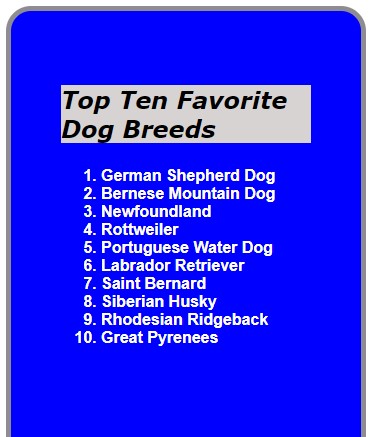 Top Ten Favorite
Dog Breeds
1. German Shepherd Dog
2. Bernese Mountain Dog
3. Newfoundland
4. Rottweiler
5. Portuguese Water Dog
6. Labrador Retriever
7. Saint Bernard
8. Siberian Husky
9. Rhodesian Ridgeback
10. Great Pyrenees